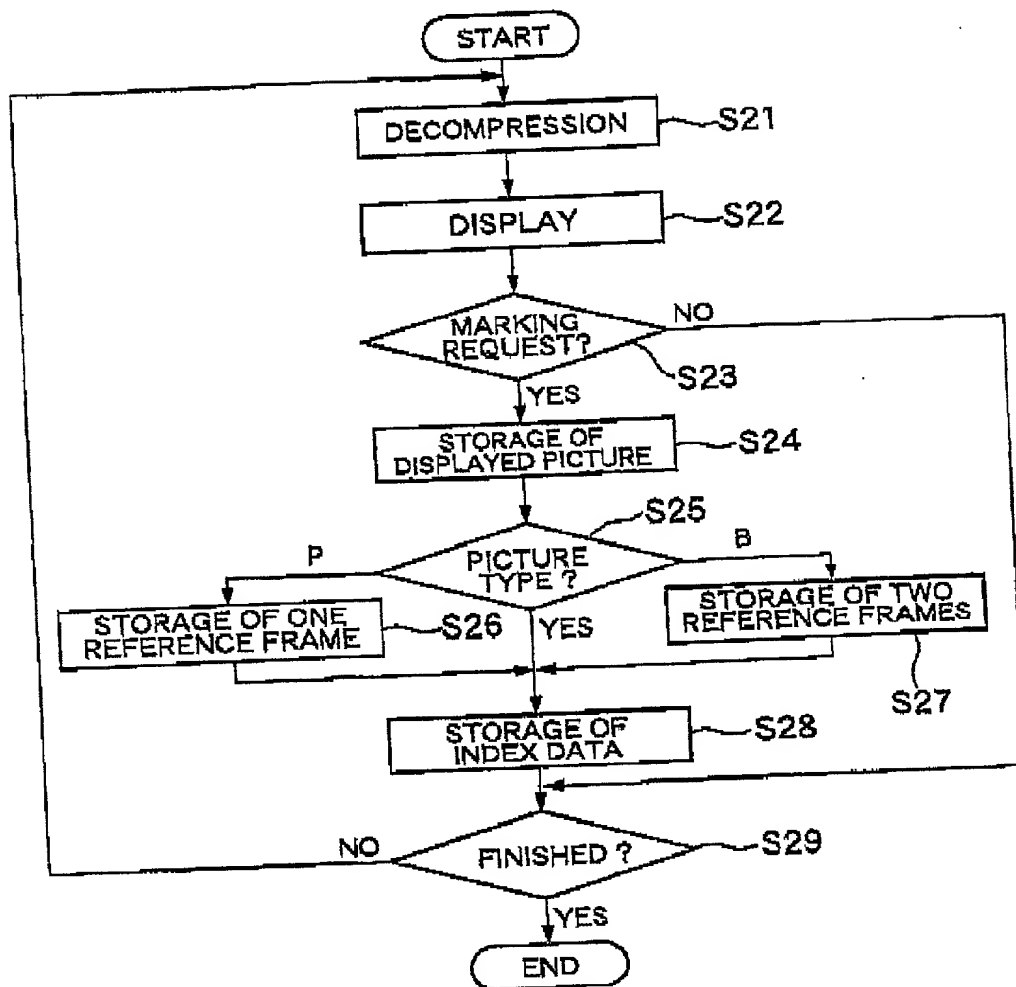 START
DECOMPRESSION
S21
DISPLAY
S22
MARKING
REQUEST?
NO
S23
YES
STORAGE OF
DISPLAYED PICTURE
S24
S25
P
PICTURE
TYPE ?
B
STORAGE OF ONE
REFERENCE FRAME
S26
YES
STORAGE OF TWO
REFERENCE FRAMES
S27
STORAGE OF
INDEX DATA
S28
NO
FINISHED ?
S29
YES
END